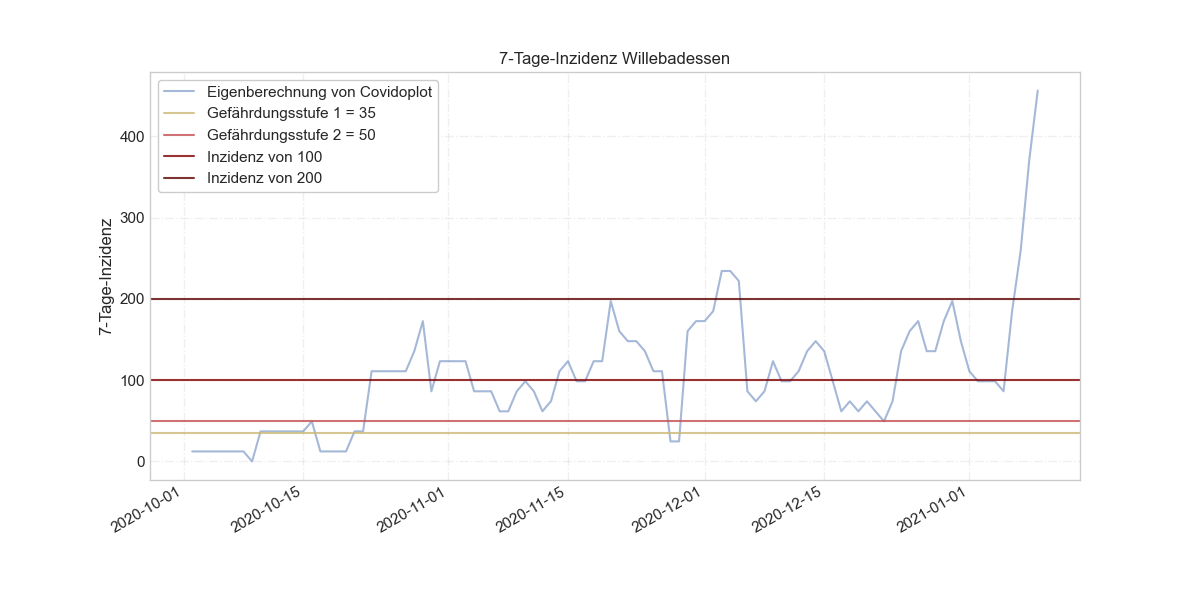 7-Tage-Inzidenz Willebadessen
Eigenberechnung von Covidoplot
Gefährdungsstufe 1 = 35
Gefährdungsstufe 2 = 50
Inzidenz von 100
Inzidenz von 200
7-Tage-Inzidenz
400
300
200
100
0
2020-10-01
2020-10-15
2020-11-01
2020-11-15
2020-12-01
2020-12-15
2021-01-01